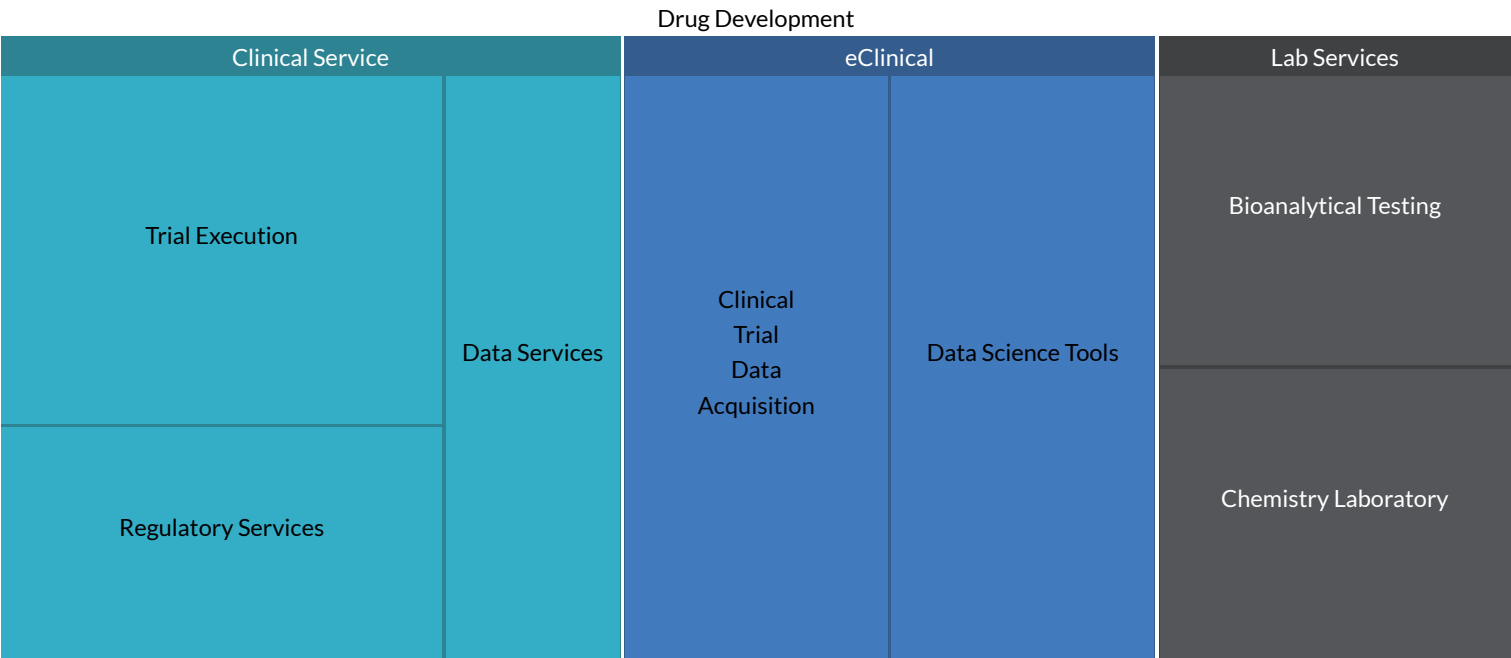 Drug Development
Clinical Service
eClinical
Lab Services
Trial Execution
Regulatory Services
Data Services
Clinical
Trial
Data
Acquisition
Data Science Tools
Bioanalytical Testing
Chemistry Laboratory